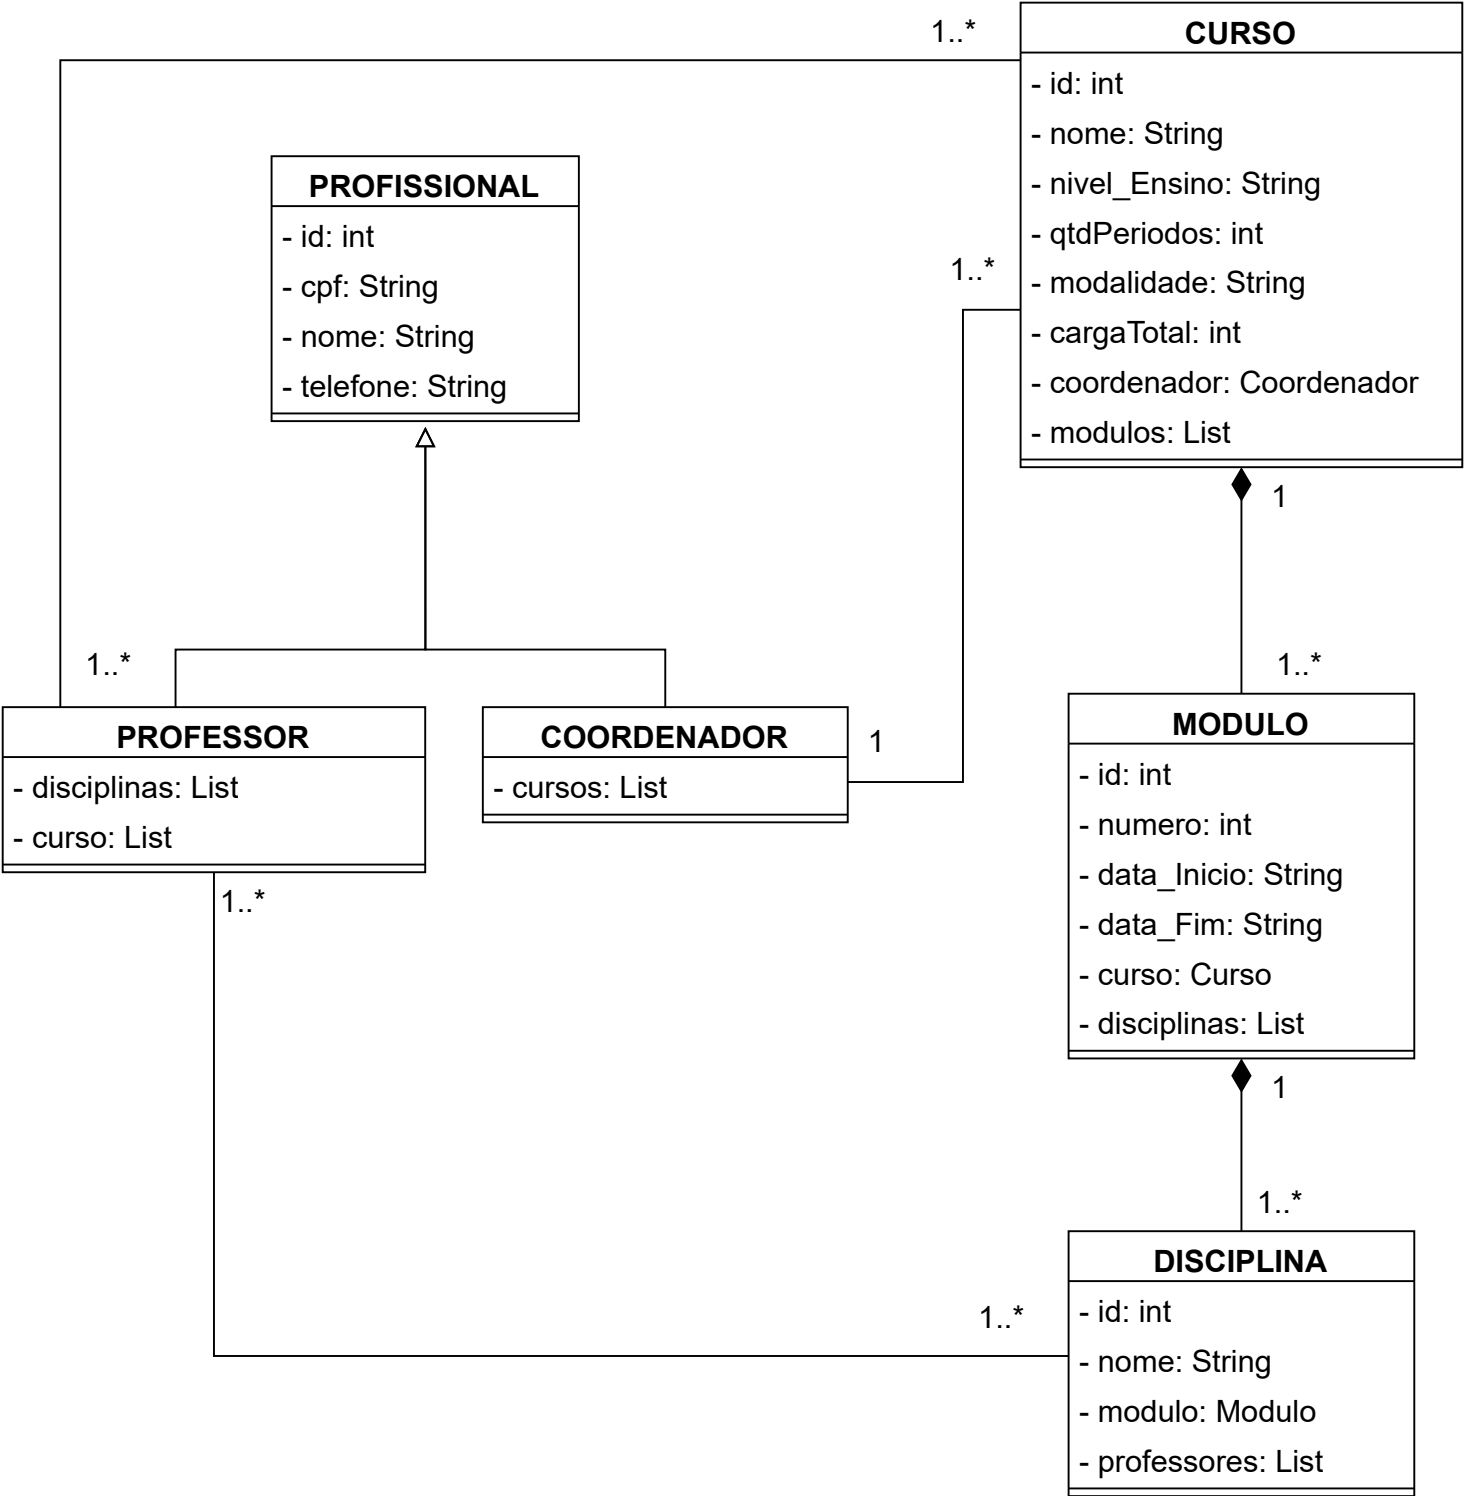 1..*
CURSO
- id: int
- nome: String
- nivel_Ensino: String
- qtdPeriodos: int
- modalidade: String
- cargaTotal: int
- coordenador: Coordenador
- modulos: List
PROFISSIONAL
- id: int
- cpf: String
- nome: String
- telefone: String
1..*
1
1..*
1..*
PROFESSOR
- disciplinas: List
- curso: List
COORDENADOR
- cursos: List
1
MODULO
- id: int
- numero: int
- data_Inicio: String
- data_Fim: String
- curso: Curso
- disciplinas: List
1..*
1
1..*
1..*
DISCIPLINA
- id: int
- nome: String
- modulo: Modulo
- professores: List